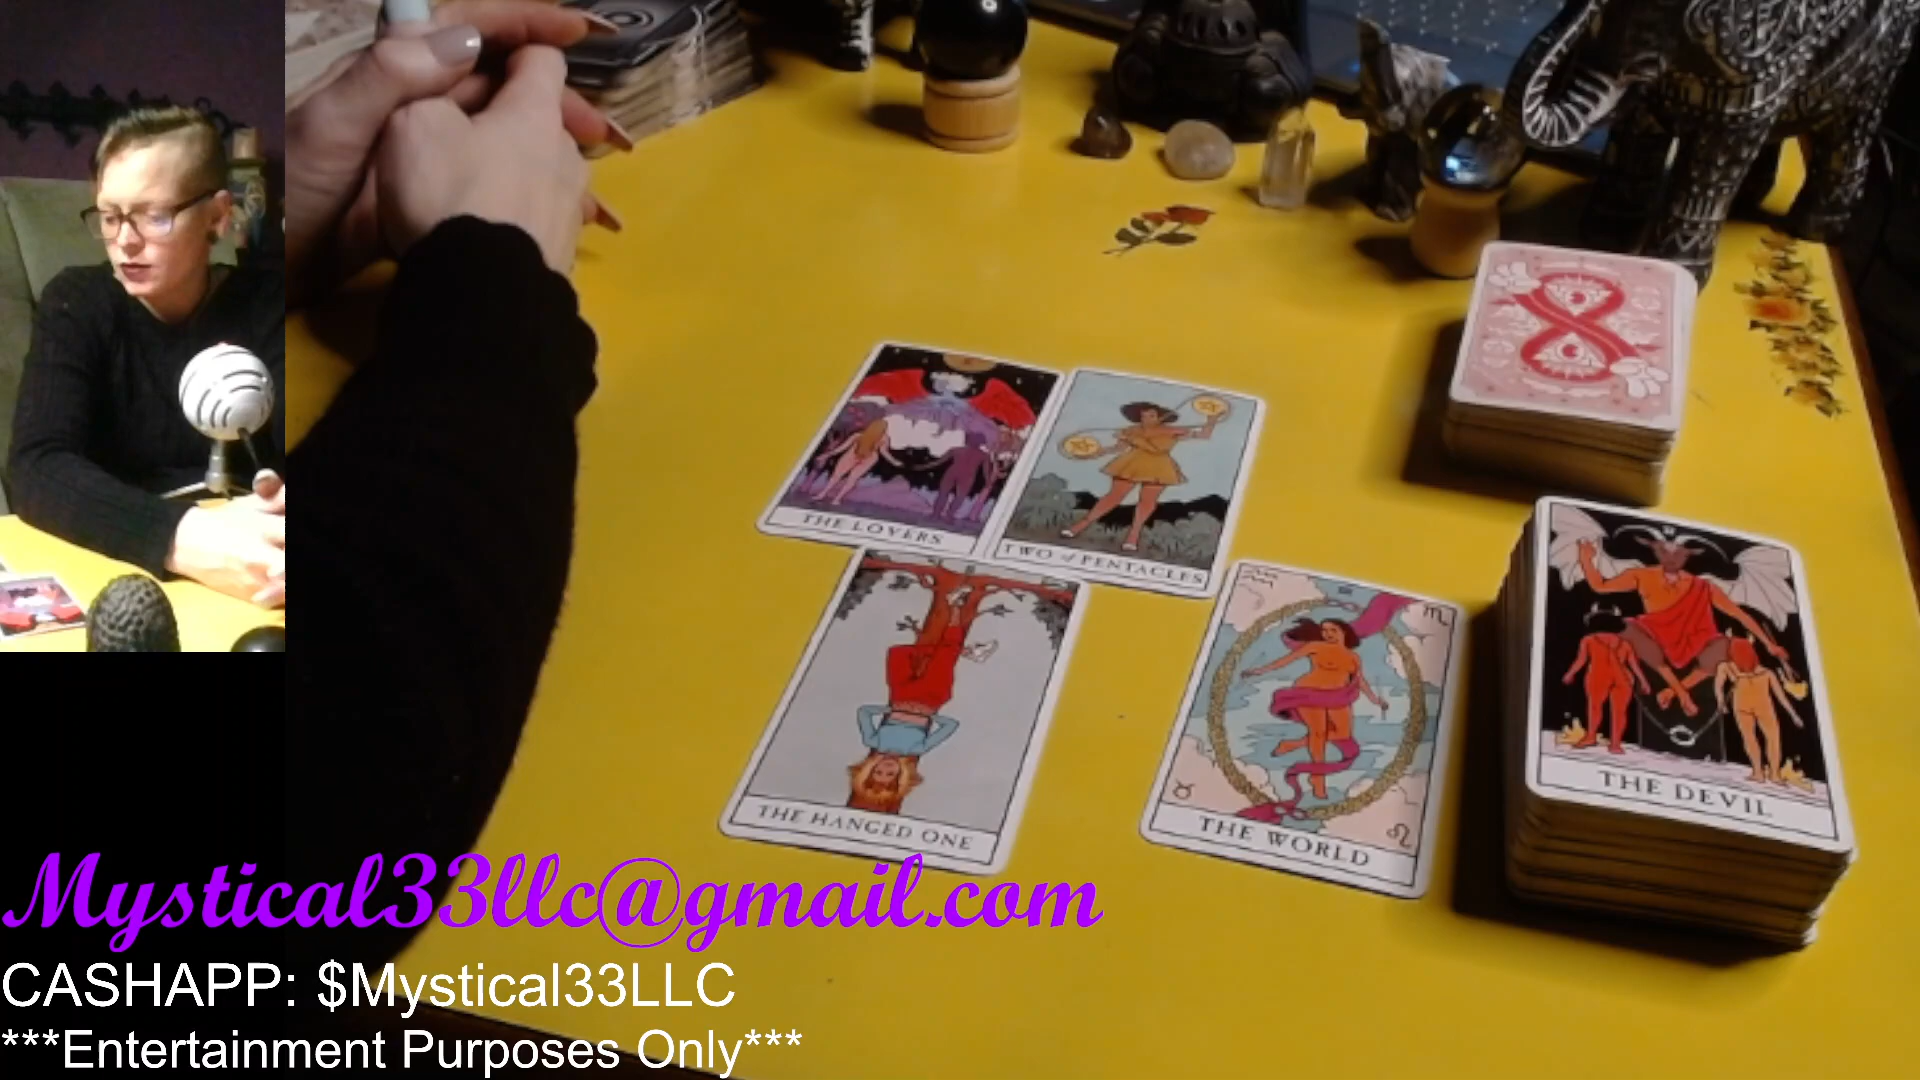 THE LOVERS
TWO of PENTACLES
THE HANGED ONE
THE WORLD
THE DEVIL
Mystical33llc@gmail.com
CASHAPP: $Mystical33LLC
***Entertainment Purposes Only***